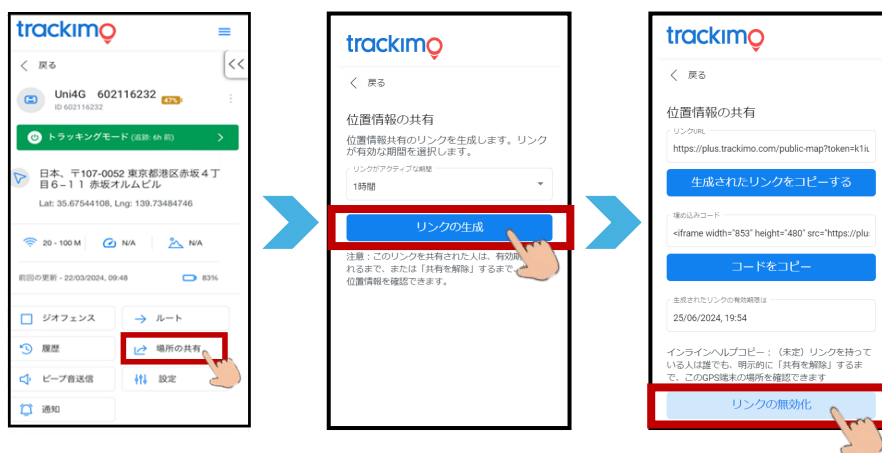 trackimo
戻る
<<
Uni4G 602116232 47%
ID 602116232
トラッキングモード (追跡: 6h 前)
日本、〒107-0052 東京都港区赤坂４丁
目６−１１ 赤坂オルムビル
Lat: 35.67544108, Lng: 139.73484746
20 - 100 M N/A N/A
前回の更新 - 22/03/2024, 09:48 83%
ジオフェンス ルート
履歴 場所の共有
ビープ音送信 設定
通知
trackimo
戻る
位置情報の共有
位置情報共有のリンクを生成します。リンク
が有効な期間を選択します。
リンクがアクティブな期間
1時間
リンクの生成
注意：このリンクを共有された人は、有効期
れるまで、または「共有を解除」するまで、
位置情報を確認できます。
trackimo
戻る
位置情報の共有
リンクURL
https://plus.trackimo.com/public-map?token=k1iu
生成されたリンクをコピーする
埋め込みコード
<iframe width="853" height="480" src="https://plu
コードをコピー
生成されたリンクの有効期限は
25/06/2024, 19:54
インラインヘルプコピー：（未定）リンクを持って
いる人は誰でも、明示的に「共有を解除」するま
で、このGPS端末の場所を確認できます
リンクの無効化